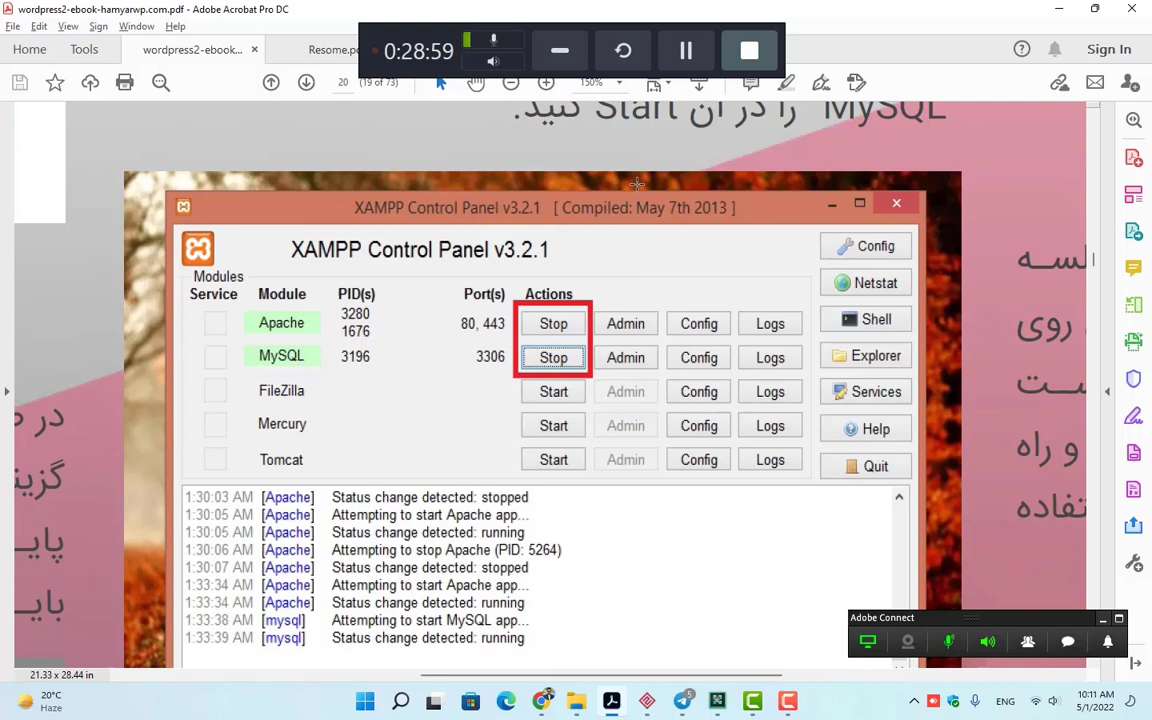 wordpress2-ebook-hamyarwp.com.pdf - Adobe Acrobat Pro DC
File Edit View Sign Window Help
Home Tools wordpress2-ebook... Resome.p
0:28:59
Sign In
20 (19 of 73) 150%
MySQL را در آن Start کنید.
XAMPP Control Panel v3.2.1 [ Compiled: May 7th 2013 ]
XAMPP Control Panel v3.2.1
Config
Modules
Service Module PID(s) Port(s) Actions
Netstat
Apache 3280 1676 80, 443 Stop Admin Config Logs
Shell
MySQL 3196 3306 Stop Admin Config Logs
Explorer
FileZilla Start Admin Config Logs
Services
Mercury Start Admin Config Logs
Help
Tomcat Start Admin Config Logs
Quit
1:30:03 AM [Apache] Status change detected: stopped
1:30:05 AM [Apache] Attempting to start Apache app...
1:30:05 AM [Apache] Status change detected: running
1:30:06 AM [Apache] Attempting to stop Apache (PID: 5264)
1:30:07 AM [Apache] Status change detected: stopped
1:33:34 AM [Apache] Attempting to start Apache app...
1:33:34 AM [Apache] Status change detected: running
1:33:38 AM [mysql] Attempting to start MySQL app...
1:33:39 AM [mysql] Status change detected: running
روی
و راه
Adobe Connect
21.33 x 28.44 in
20°C
Haze
5
ENG
10:11 AM
5/1/2022